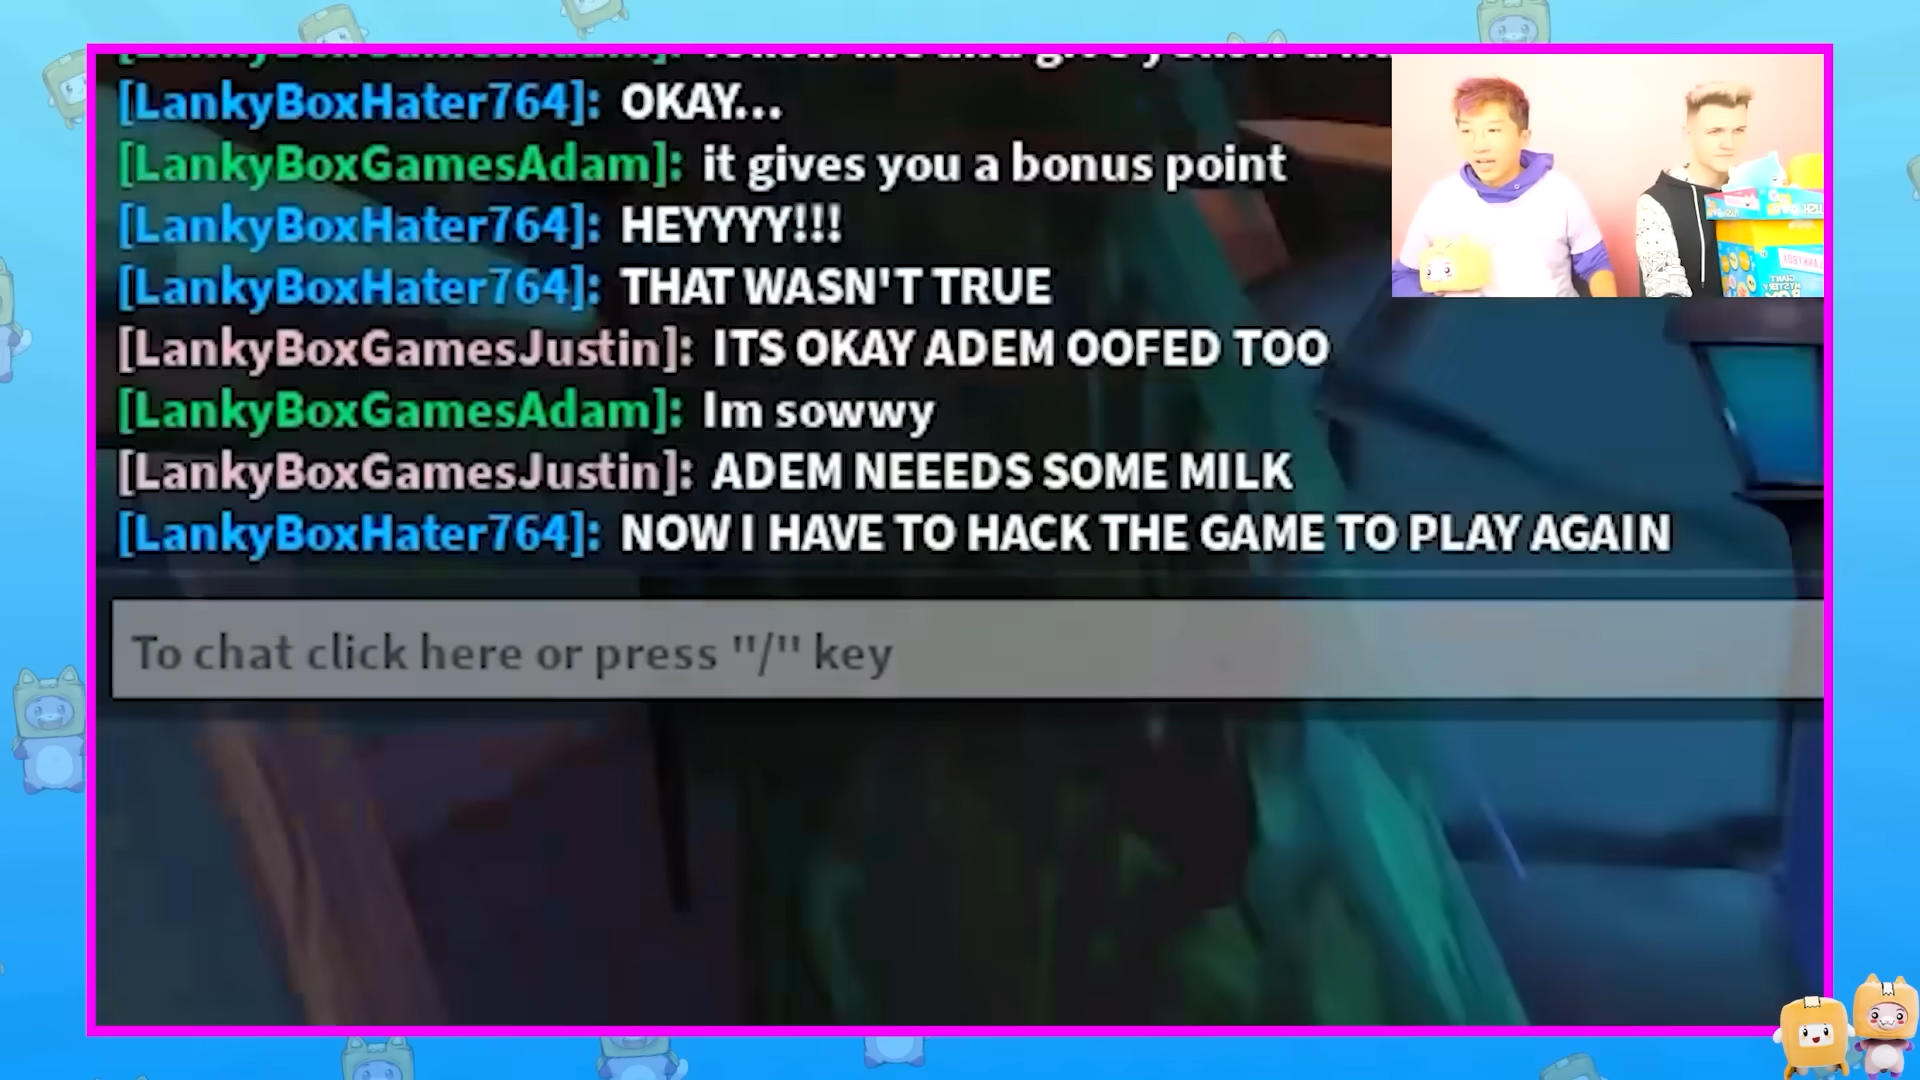 [LankyBoxHater764]: OKAY...
[LankyBoxGamesAdam]: it gives you a bonus point
[LankyBoxHater764]: HEYYYY!!!
[LankyBoxHater764]: THAT WASN'T TRUE
[LankyBoxGamesJustin]: ITS OKAY ADEM OOFED TOO
[LankyBoxGamesAdam]: Im sowwy
[LankyBoxGamesJustin]: ADEM NEEEDS SOME MILK
[LankyBoxHater764]: NOW I HAVE TO HACK THE GAME TO PLAY AGAIN
To chat click here or press "/" key